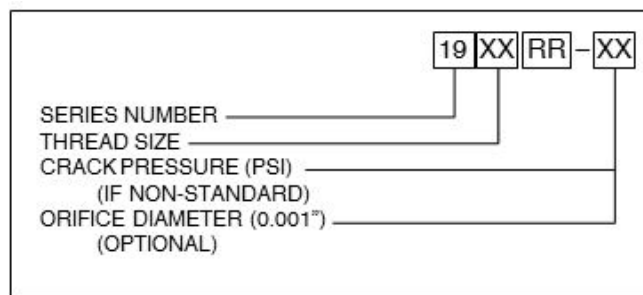 19 XX RR – XX
SERIES NUMBER
THREAD SIZE
CRACK PRESSURE (PSI)
(IF NON-STANDARD)
ORIFICE DIAMETER (0.001”)
(OPTIONAL)